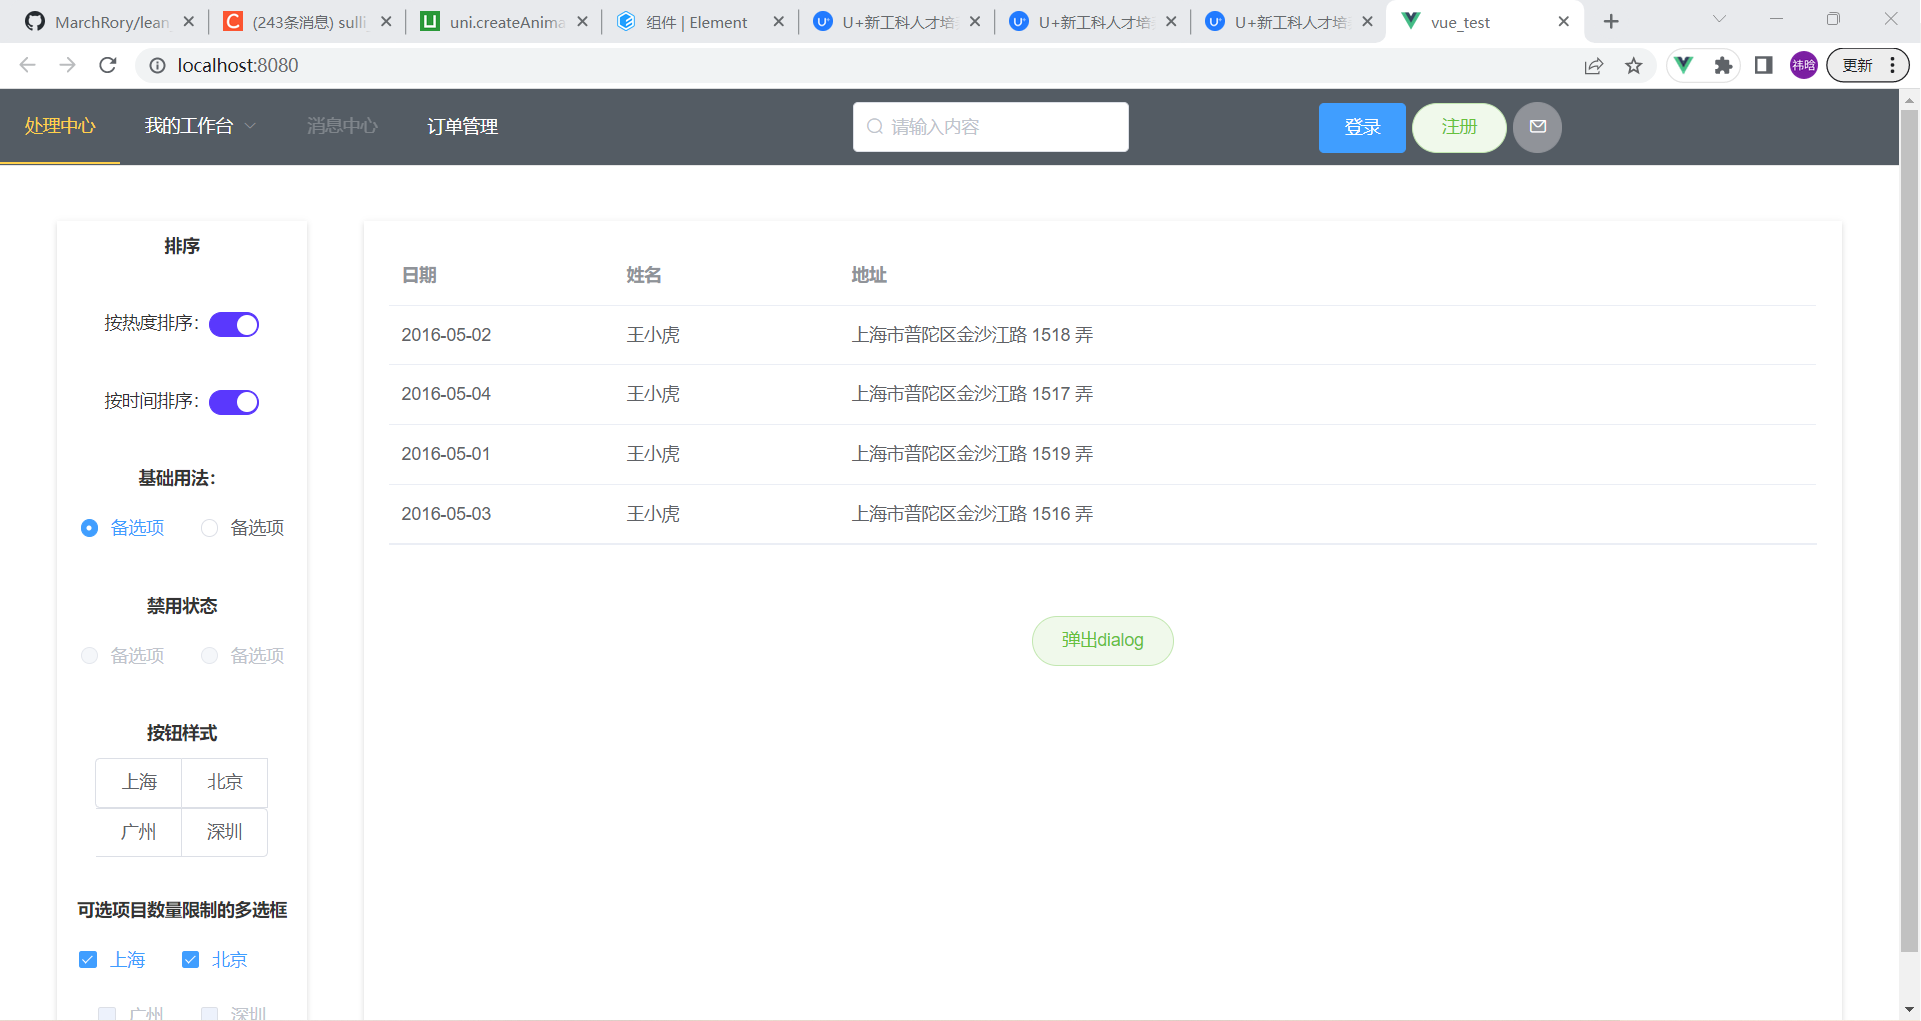 MarchRory/lean
(243条消息) sulli
uni.createAnima
组件 | Element
U+新工科人才培
U+新工科人才培
U+新工科人才培
vue_test
localhost:8080
祎晗
更新
处理中心
我的工作台
消息中心
订单管理
请输入内容
登录
注册
排序
按热度排序：
按时间排序：
基础用法：
备选项 备选项
禁用状态
备选项 备选项
按钮样式
上海 北京
广州 深圳
可选项目数量限制的多选框
上海 北京
广州 深圳
日期 姓名 地址
2016-05-02 王小虎 上海市普陀区金沙江路 1518 弄
2016-05-04 王小虎 上海市普陀区金沙江路 1517 弄
2016-05-01 王小虎 上海市普陀区金沙江路 1519 弄
2016-05-03 王小虎 上海市普陀区金沙江路 1516 弄
弹出dialog